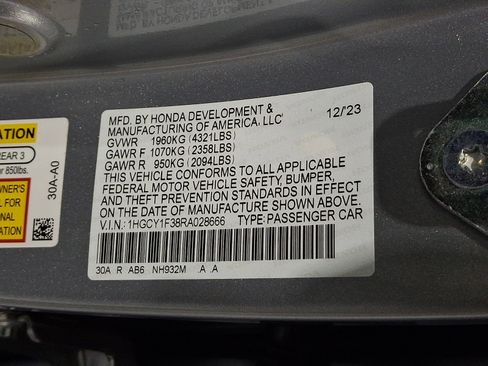 ATION
REAR 3
r 850lbs.
WNER'S
L FOR
ONAL
ATION
30A-A0
MFD. BY HONDA DEVELOPMENT & 12/23
MANUFACTURING OF AMERICA, LLC
GVWR 1960KG (4321LBS)
GAWR F 1070KG (2358LBS)
GAWR R 950KG (2094LBS)
THIS VEHICLE CONFORMS TO ALL APPLICABLE
FEDERAL MOTOR VEHICLE SAFETY, BUMPER,
AND THEFT PREVENTION STANDARDS IN EFFECT
ON THE DATE OF MANUFACTURE SHOWN ABOVE.
V.I.N.: 1HGCY1F38RA028666 TYPE: PASSENGER CAR
30A R AB6 NH932M .A .A